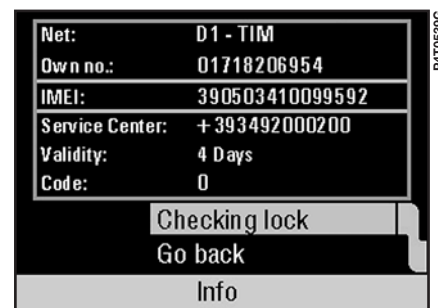 Net: D1 - TIM
Own no.: 01718206954
IMEI: 390503410099592
Service Center: +393492000200
Validity: 4 Days
Code: 0
Checking lock
Go back
Info